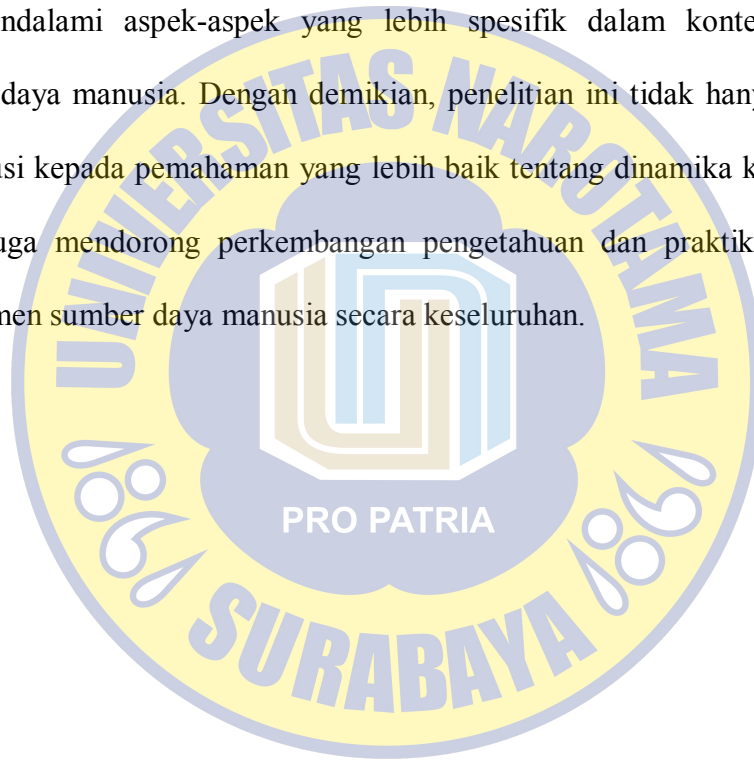 ndalami aspek-aspek yang lebih spesifik dalam konte
daya manusia. Dengan demikian, penelitian ini tidak hany
usi kepada pemahaman yang lebih baik tentang dinamika k
uga mendorong perkembangan pengetahuan dan praktik
men sumber daya manusia secara keseluruhan.
UNIVERSITAS NAROTAMA
PRO PATRIA
SURABAYA